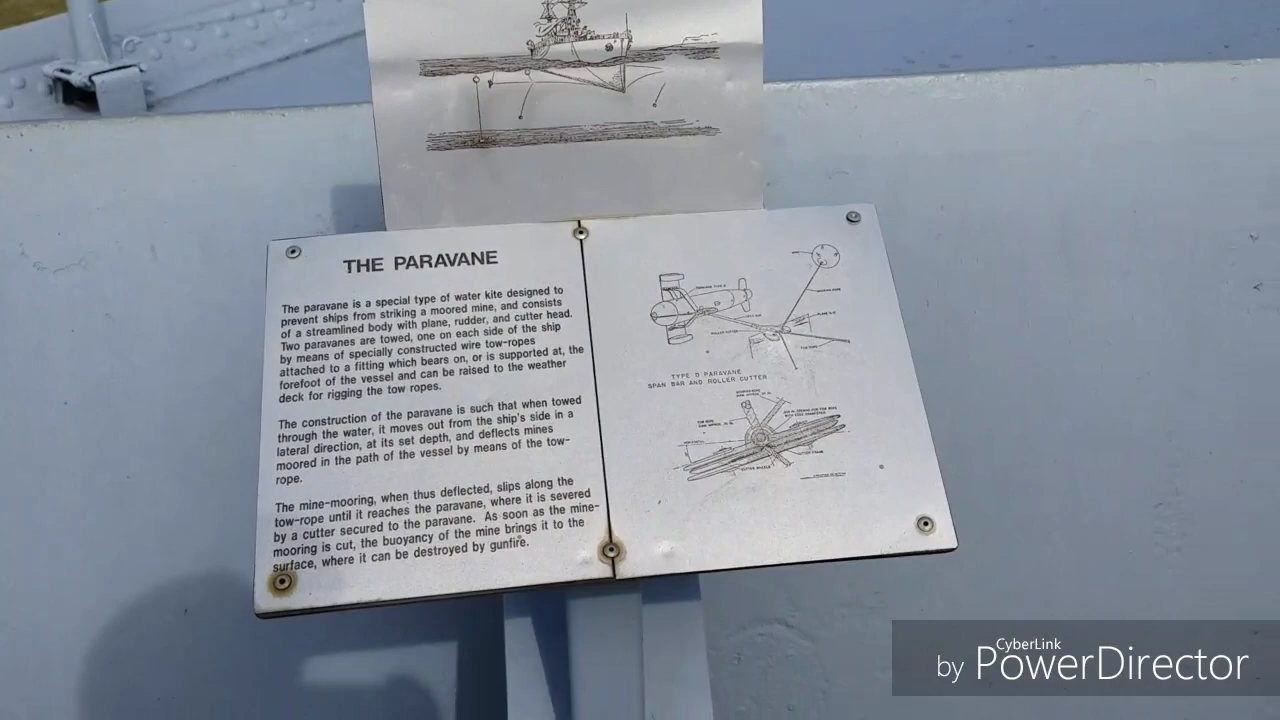 THE PARAVANE
The paravane is a special type of water kite designed to
prevent ships from striking a moored mine, and consists
of a streamlined body with plane, rudder, and cutter head.
Two paravanes are towed, one on each side of the ship
by means of specially constructed wire tow-ropes
attached to a fitting which bears on, or is supported at, the
forefoot of the vessel and can be raised to the weather
deck for rigging the tow ropes.
The construction of the paravane is such that when towed
through the water, it moves out from the ship's side in a
lateral direction, at its set depth, and deflects mines
moored in the path of the vessel by means of the tow-
rope.
The mine-mooring, when thus deflected, slips along the
tow-rope until it reaches the paravane, where it is severed
by a cutter secured to the paravane. As soon as the mine-
mooring is cut, the buoyancy of the mine brings it to the
surface, where it can be destroyed by gunfire.
ROLLER CUTTER
TYPE D PARAVANE
SPAN BAR AND ROLLER CUTTER
CUTTER FRAME
by CyberLink PowerDirector